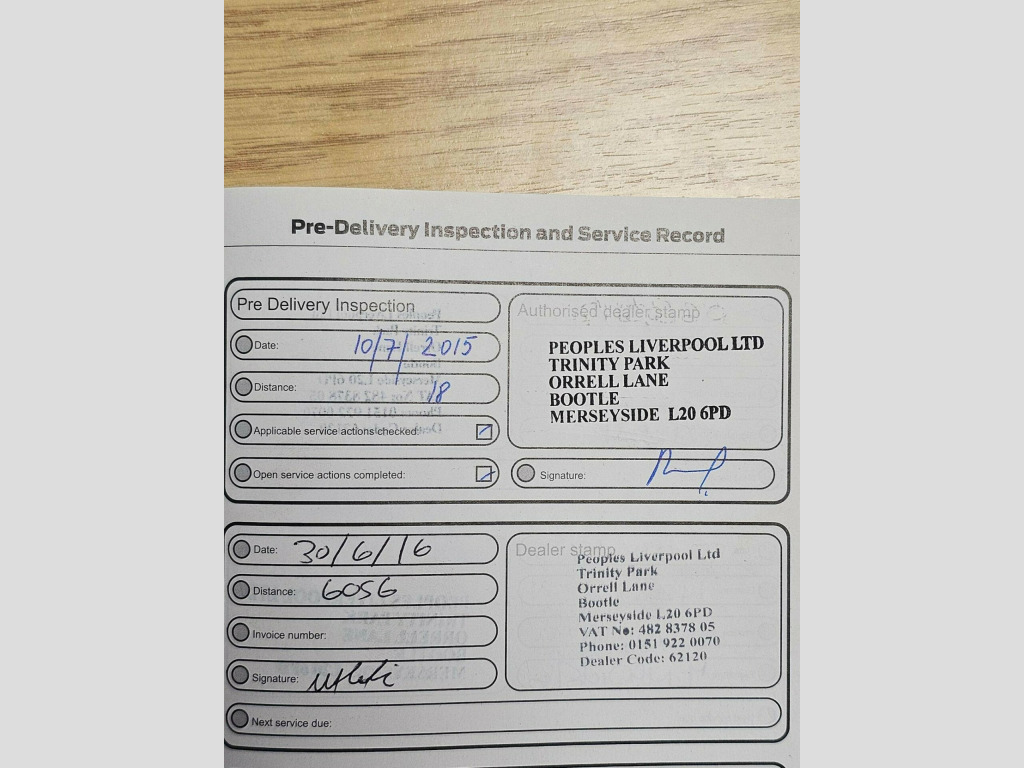 Pre-Delivery Inspection and Service Record
Pre Delivery Inspection
Date: 10/7/2015
Distance: 18
Applicable service actions checked:
Open service actions completed:
Authorised dealer stamp
PEOPLES LIVERPOOL LTD
TRINITY PARK
ORRELL LANE
BOOTLE
MERSEYSIDE L20 6PD
Signature:
Date: 30/6/16
Distance: 6056
Invoice number:
Signature:
Dealer stamp
Peoples Liverpool Ltd
Trinity Park
Orrell Lane
Bootle
Merseyside L20 6PD
VAT No: 482 8378 05
Phone: 0151 922 0070
Dealer Code: 62120
Next service due: